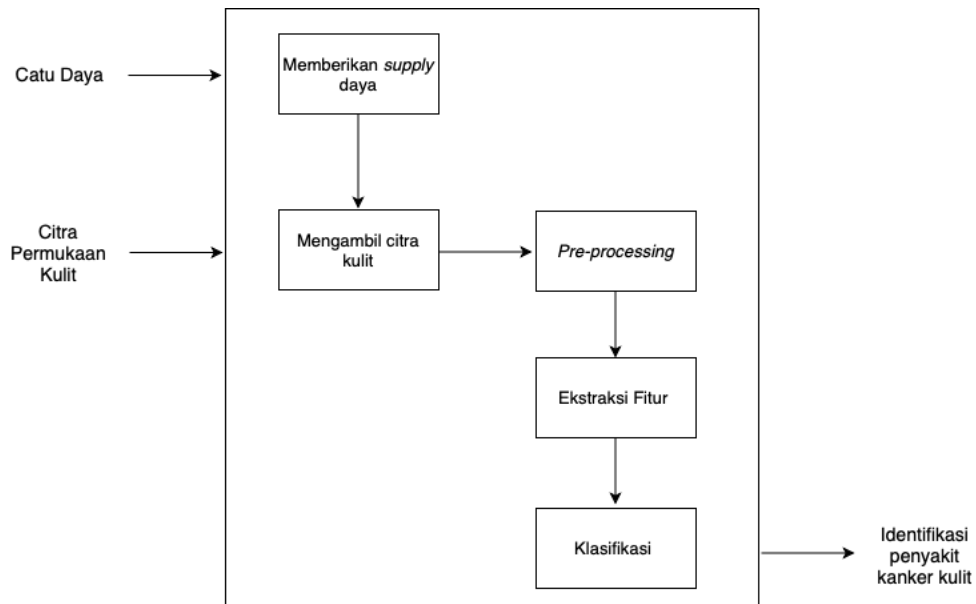 Memberikan supply
daya
Catu Daya
Citra
Permukaan
Kulit
Mengambil citra
kulit
Pre-processing
Ekstraksi Fitur
Klasifikasi
Identifikasi
penyakit
kanker kulit